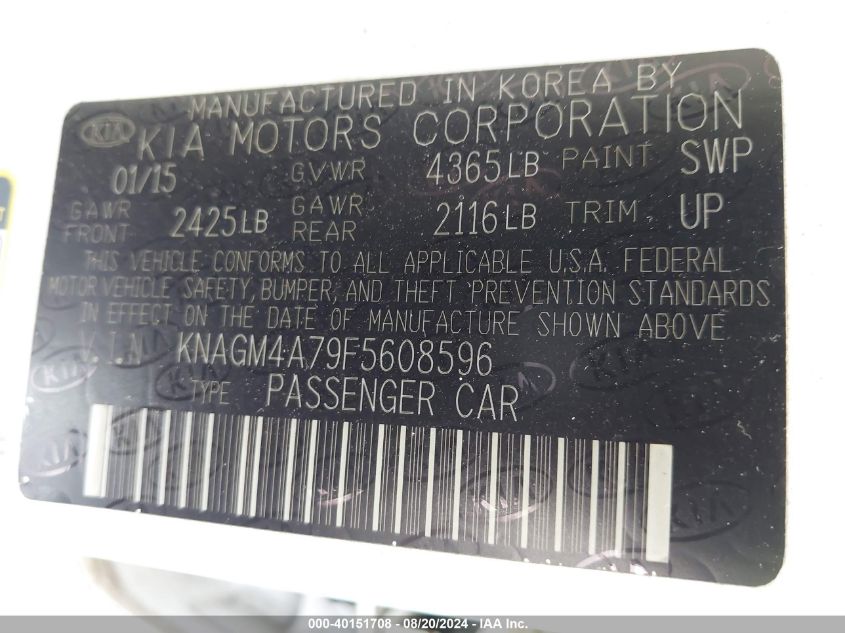 MANUFACTURED IN KOREA BY
KIA KIA MOTORS CORPORATION
01/15 GVWR 4365LB PAINT SWP
GAWR FRONT 2425LB GAWR REAR 2116LB TRIM UP
THIS VEHICLE CONFORMS TO ALL APPLICABLE U.S.A. FEDERAL
MOTOR VEHICLE SAFETY, BUMPER, AND THEFT PREVENTION STANDARDS
IN EFFECT ON THE DATE OF MANUFACTURE SHOWN ABOVE
V.I.N KNAGM4A79F5608596
TYPE PASSENGER CAR
000-40151708 - 08/20/2024 - IAA Inc.